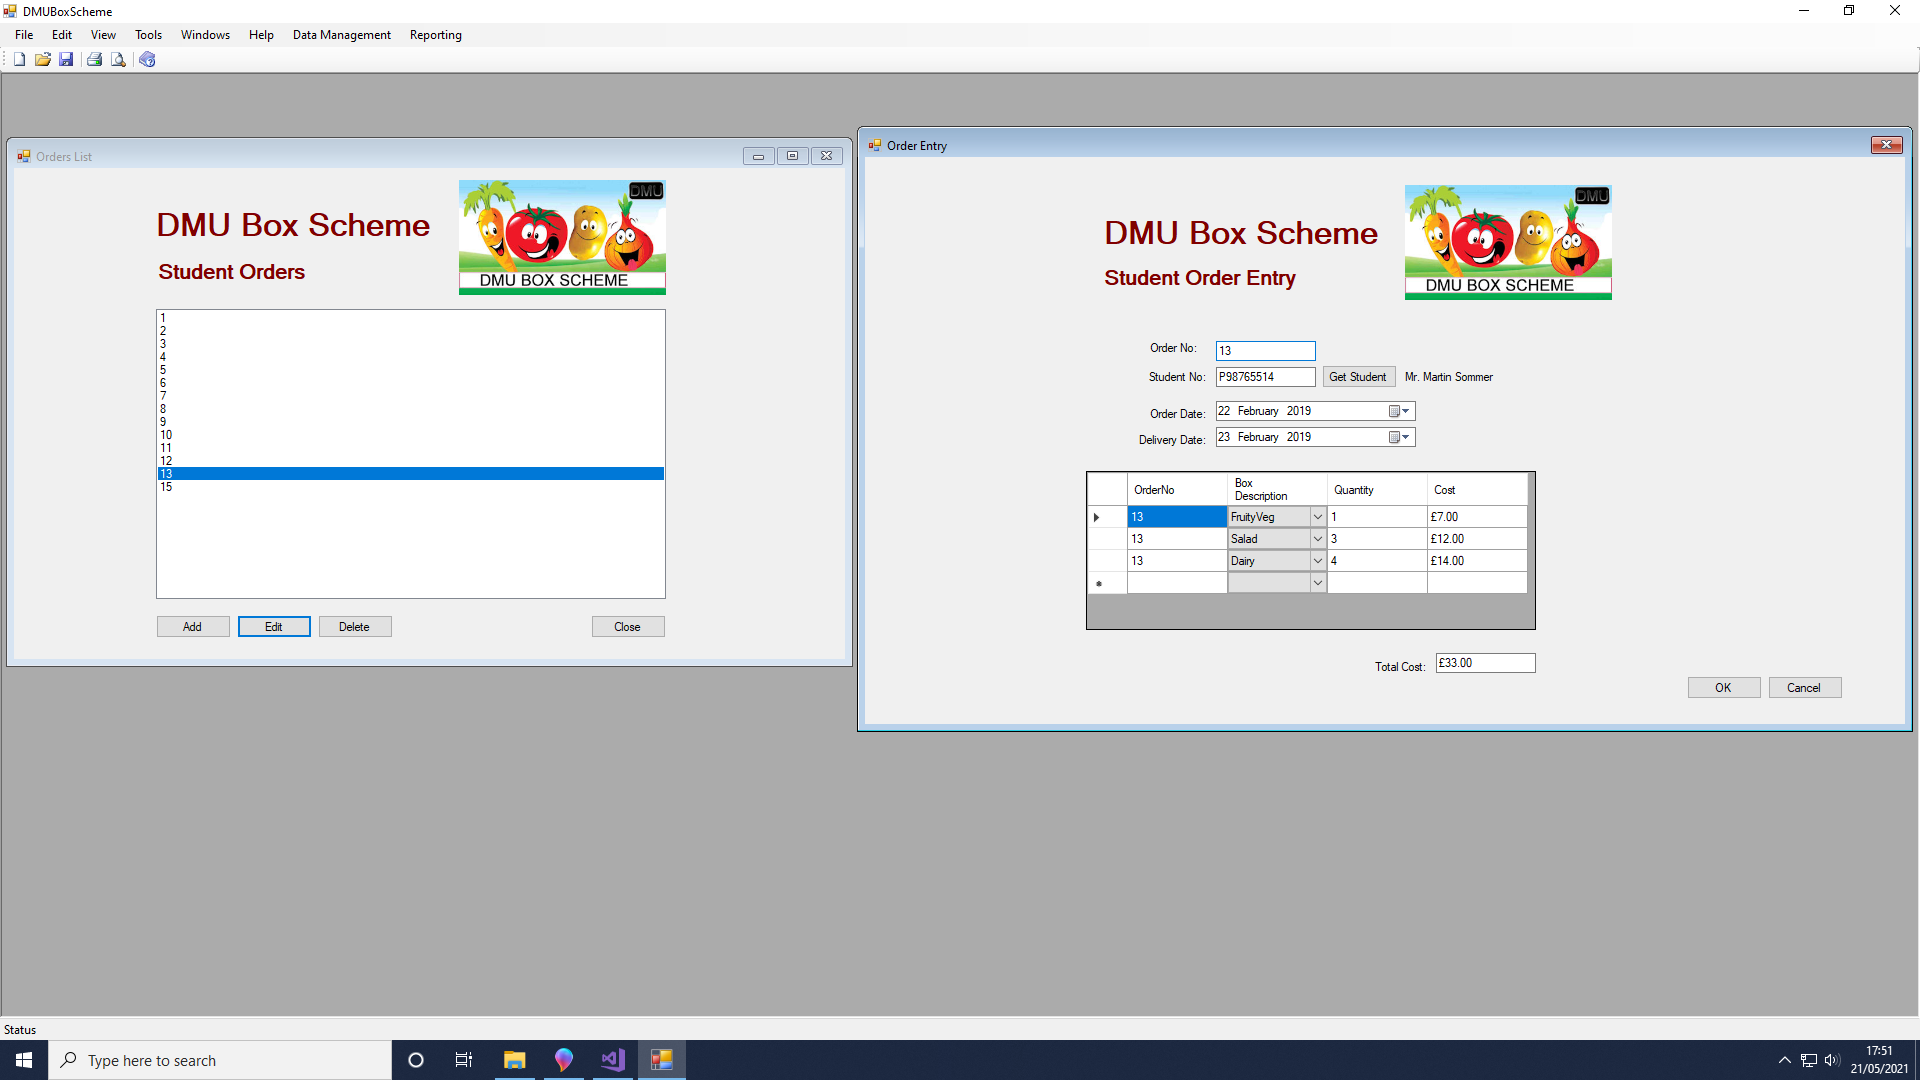 DMUBoxScheme
File Edit View Tools Windows Help Data Management Reporting
Orders List
DMU Box Scheme
Student Orders
DMU
DMU BOX SCHEME
1
2
3
4
5
6
7
8
9
10
11
12
13
15
Add Edit Delete Close
Order Entry
DMU Box Scheme
Student Order Entry
DMU
DMU BOX SCHEME
Order No: 13
Student No: P98765514 Get Student Mr. Martin Sommer
Order Date: 22 February 2019
Delivery Date: 23 February 2019
OrderNo Box Description Quantity Cost
13 FruityVeg 1 £7.00
13 Salad 3 £12.00
13 Dairy 4 £14.00
Total Cost: £33.00
OK Cancel
Status
Type here to search
17:51
21/05/2021